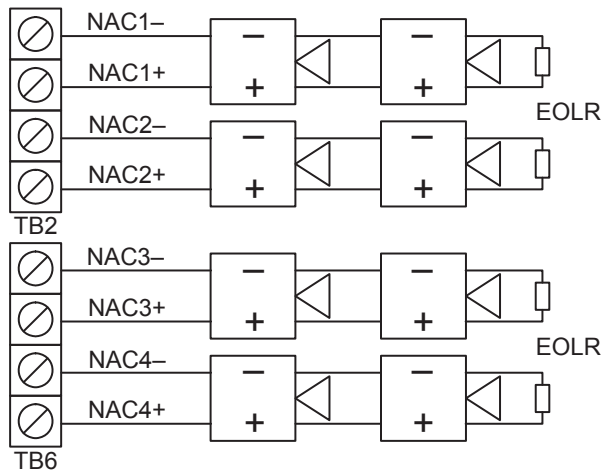 NAC1–
− −
NAC1+
+ +
EOLR
NAC2–
− −
NAC2+
+ +
TB2
NAC3–
− −
NAC3+
+ +
EOLR
NAC4–
− −
NAC4+
+ +
TB6